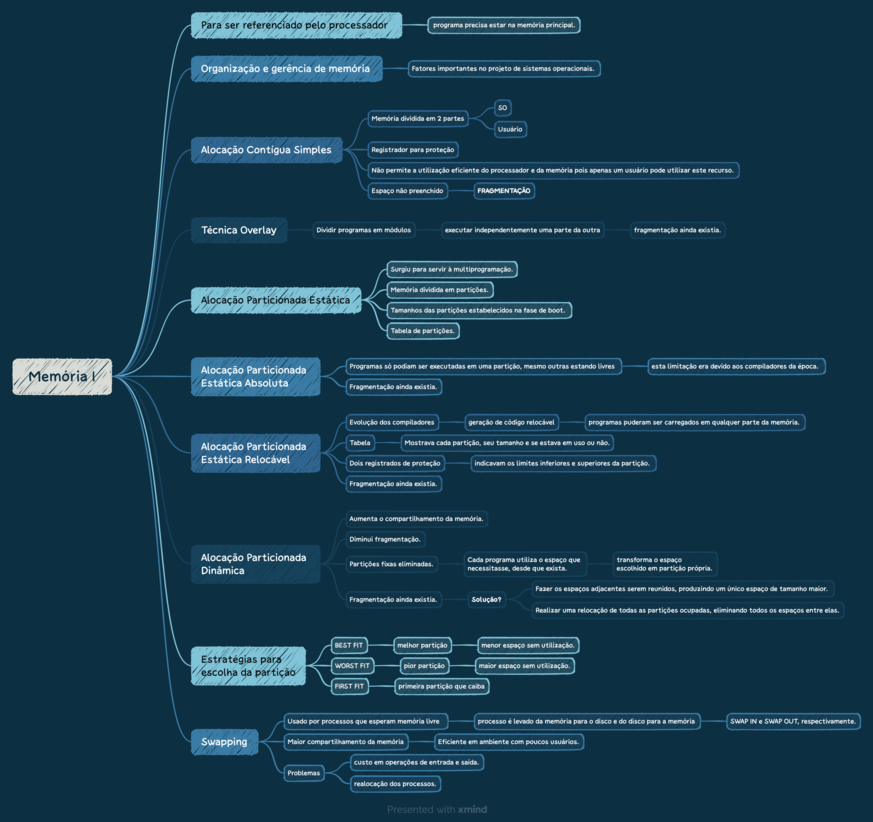 Memória I
Para ser referenciado pelo processador
programa precisa estar na memória principal.
Organização e gerência de memória
Fatores importantes no projeto de sistemas operacionais.
Alocação Contígua Simples
Memória dividida em 2 partes
SO
Usuário
Registrador para proteção
Não permite a utilização eficiente do processador e da memória pois apenas um usuário pode utilizar este recurso.
Espaço não preenchido
FRAGMENTAÇÃO
Técnica Overlay
Dividir programas em módulos
executar independentemente uma parte da outra
fragmentação ainda existia.
Alocação Particionada Estática
Surgiu para servir à multiprogramação.
Memória dividida em partições.
Tamanhos das partições estabelecidos na fase de boot.
Tabela de partições.
Alocação Particionada
Estática Absoluta
Programas só podiam ser executadas em uma partição, mesmo outras estando livres
esta limitação era devido aos compiladores da época.
Fragmentação ainda existia.
Alocação Particionada
Estática Relocável
Evolução dos compiladores
geração de código relocável
programas puderam ser carregados em qualquer parte da memória.
Tabela
Mostrava cada partição, seu tamanho e se estava em uso ou não.
Dois registrados de proteção
indicavam os limites inferiores e superiores da partição.
Fragmentação ainda existia.
Alocação Particionada
Dinâmica
Aumenta o compartilhamento da memória.
Diminui fragmentação.
Partições fixas eliminadas.
Cada programa utiliza o espaço que
necessitasse, desde que exista.
transforma o espaço
escolhido em partição própria.
Fragmentação ainda existia.
Solução?
Fazer os espaços adjacentes serem reunidos, produzindo um único espaço de tamanho maior.
Realizar uma relocação de todas as partições ocupadas, eliminando todos os espaços entre elas.
Estratégias para
escolha da partição
BEST FIT
melhor partição
menor espaço sem utilização.
WORST FIT
pior partição
maior espaço sem utilização.
FIRST FIT
primeira partição que caiba
Swapping
Usado por processos que esperam memória livre
processo é levado da memória para o disco e do disco para a memória
SWAP IN e SWAP OUT, respectivamente.
Maior compartilhamento da memória
Eficiente em ambiente com poucos usuários.
Problemas
custo em operações de entrada e saída.
realocação dos processos.
Presented with xmind